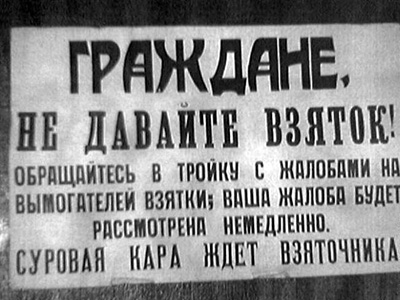 ГРАЖДАНЕ,
НЕ ДАВАЙТЕ ВЗЯТОК!
ОБРАЩАЙТЕСЬ В ТРОЙКУ С ЖАЛОБАМИ НА
ВЫМОГАТЕЛЕЙ ВЗЯТКИ; ВАША ЖАЛОБА БУДЕТ
РАССМОТРЕНА НЕМЕДЛЕННО.
СУРОВАЯ КАРА ЖДЕТ ВЗЯТОЧНИКА